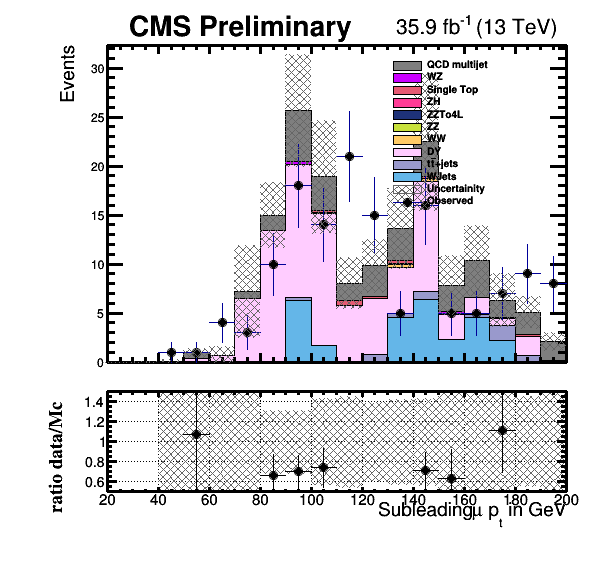 CMS Preliminary 35.9 fb⁻¹ (13 TeV)
Events
30
25
20
15
10
5
0
QCD multijet
WZ
Single Top
ZH
ZZTo4L
ZZ
WW
DY
tt+jets
WJets
Uncertainity
Observed
ratio data/Mc
1.4
1.2
1
0.8
0.6
20 40 60 80 100 120 140 160 180 200
Subleadingμ pt in GeV